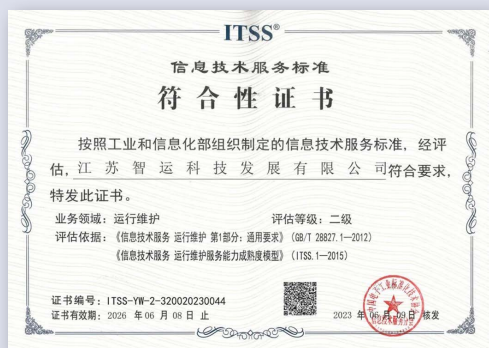 ITSS®
信息技术服务标准
符合性证书
按照工业和信息化部组织制定的信息技术服务标准，经评
估，江苏智运科技发展有限公司符合要求，
特发此证书。
业务领域：运行维护 评估等级：二级
评估依据：《信息技术服务 运行维护 第1部分：通用要求》（GB/T 28827.1—2012）
《信息技术服务 运行维护服务能力成熟度模型》（ITSS.1—2015）
证书编号：ITSS-YW-2-320020230044
证书有效期：2026 年 06 月 08 日 止
2023 年 06 月 09 日 核发